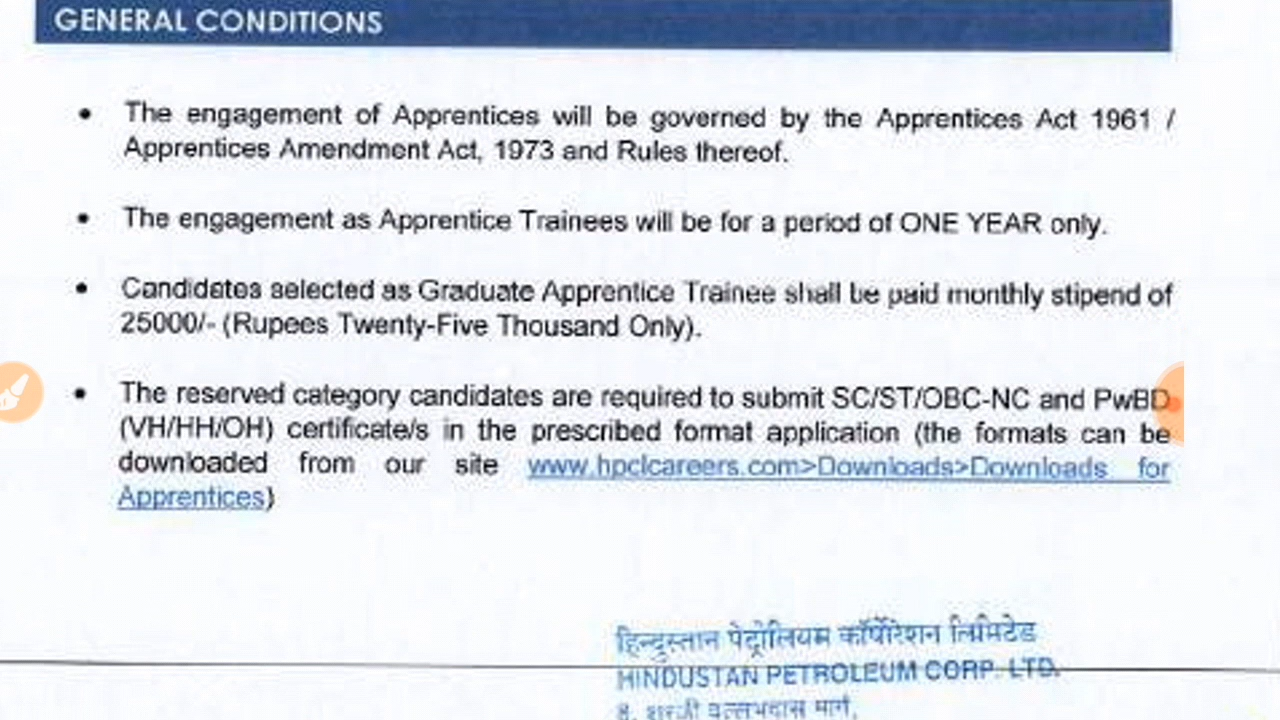 GENERAL CONDITIONS
• The engagement of Apprentices will be governed by the Apprentices Act 1961 /
Apprentices Amendment Act, 1973 and Rules thereof.
• The engagement as Apprentice Trainees will be for a period of ONE YEAR only.
• Candidates selected as Graduate Apprentice Trainee shall be paid monthly stipend of
25000/- (Rupees Twenty-Five Thousand Only).
• The reserved category candidates are required to submit SC/ST/OBC-NC and PwBD
(VH/HH/OH) certificate/s in the prescribed format application (the formats can be
downloaded from our site www.hpclcareers.com>Downloads>Downloads for
Apprentices)
हिन्दुस्तान पेट्रोलियम कॉर्पोरेशन लिमिटेड
HINDUSTAN PETROLEUM CORP. LTD.
8, मार्ग,